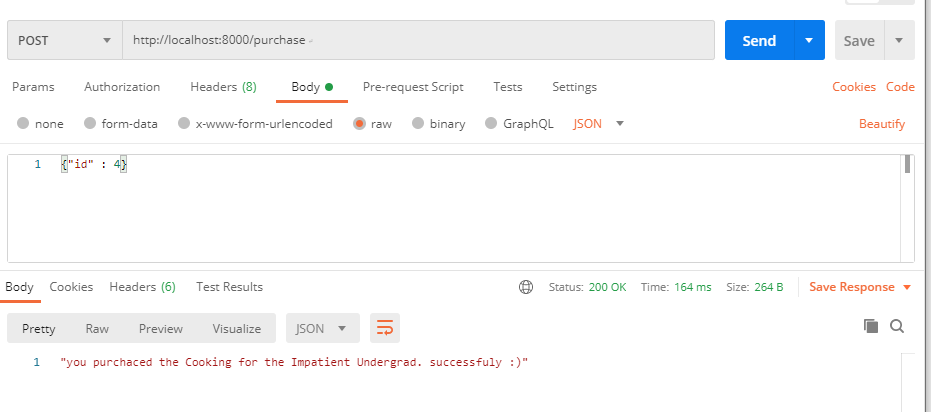 POST http://localhost:8000/purchase Send Save
Params Authorization Headers (8) Body Pre-request Script Tests Settings Cookies Code
none form-data x-www-form-urlencoded raw binary GraphQL JSON Beautify
1 {"id" : 4}
Body Cookies Headers (6) Test Results Status: 200 OK Time: 164 ms Size: 264 B Save Response
Pretty Raw Preview Visualize JSON
1 "you purchaced the Cooking for the Impatient Undergrad. successfuly :)"